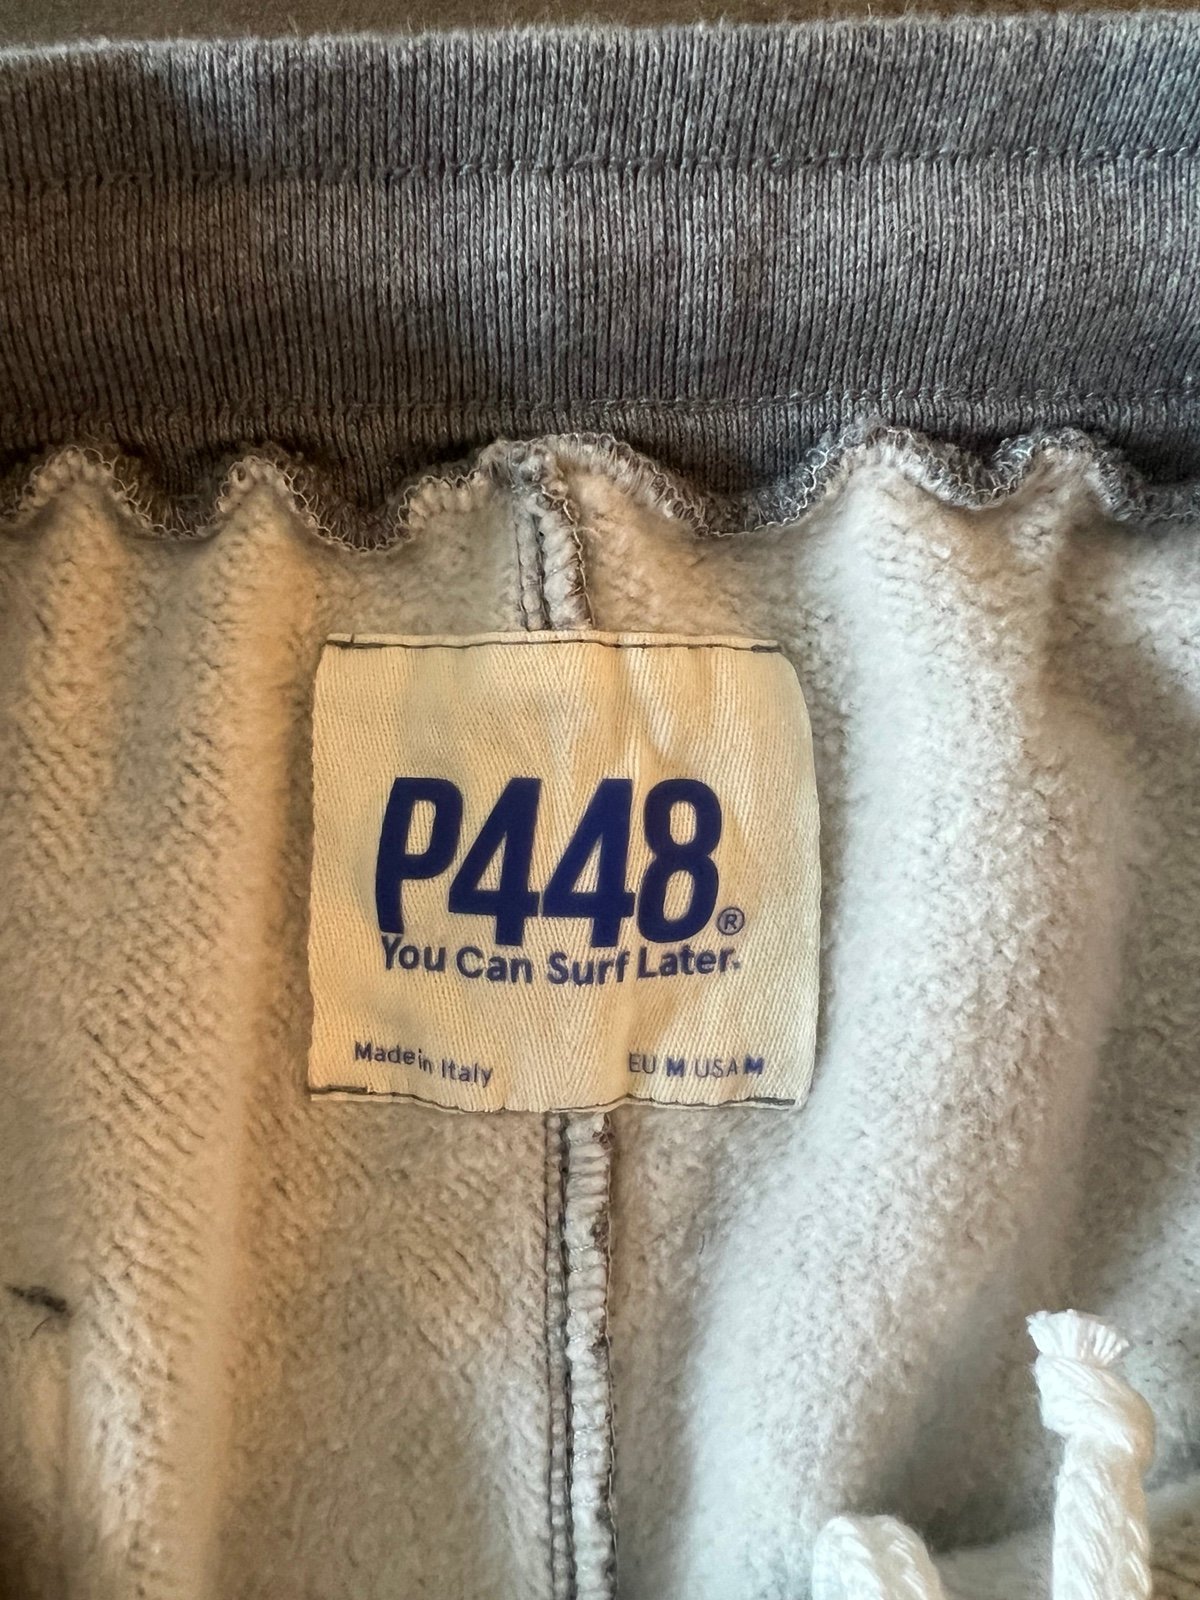 P448®
You Can Surf Later.
Made in Italy
EU M USA M